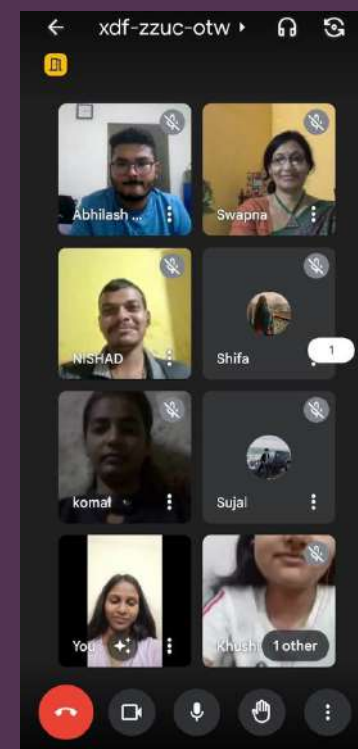 xdf-zzuc-otw
Abhilash ...
Swapna
NISHAD
Shifa
1
komal
Sujal
You
Khushi
1 other